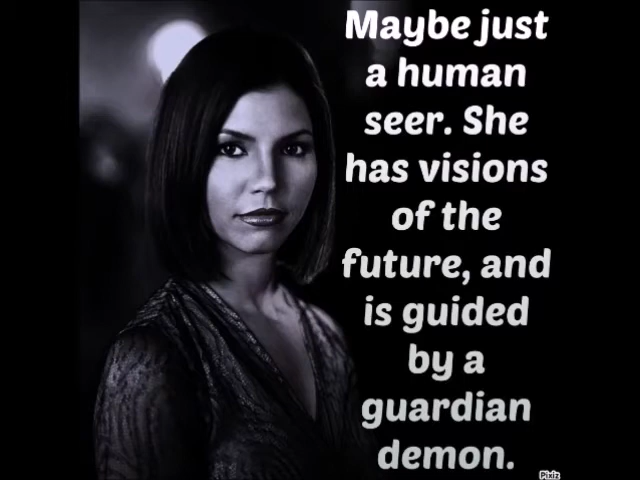 Maybe just
a human
seer. She
has visions
of the
future, and
is guided
by a
guardian
demon.
Pixiz